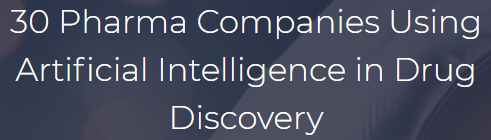 30 Pharma Companies Using
Artificial Intelligence in Drug
Discovery